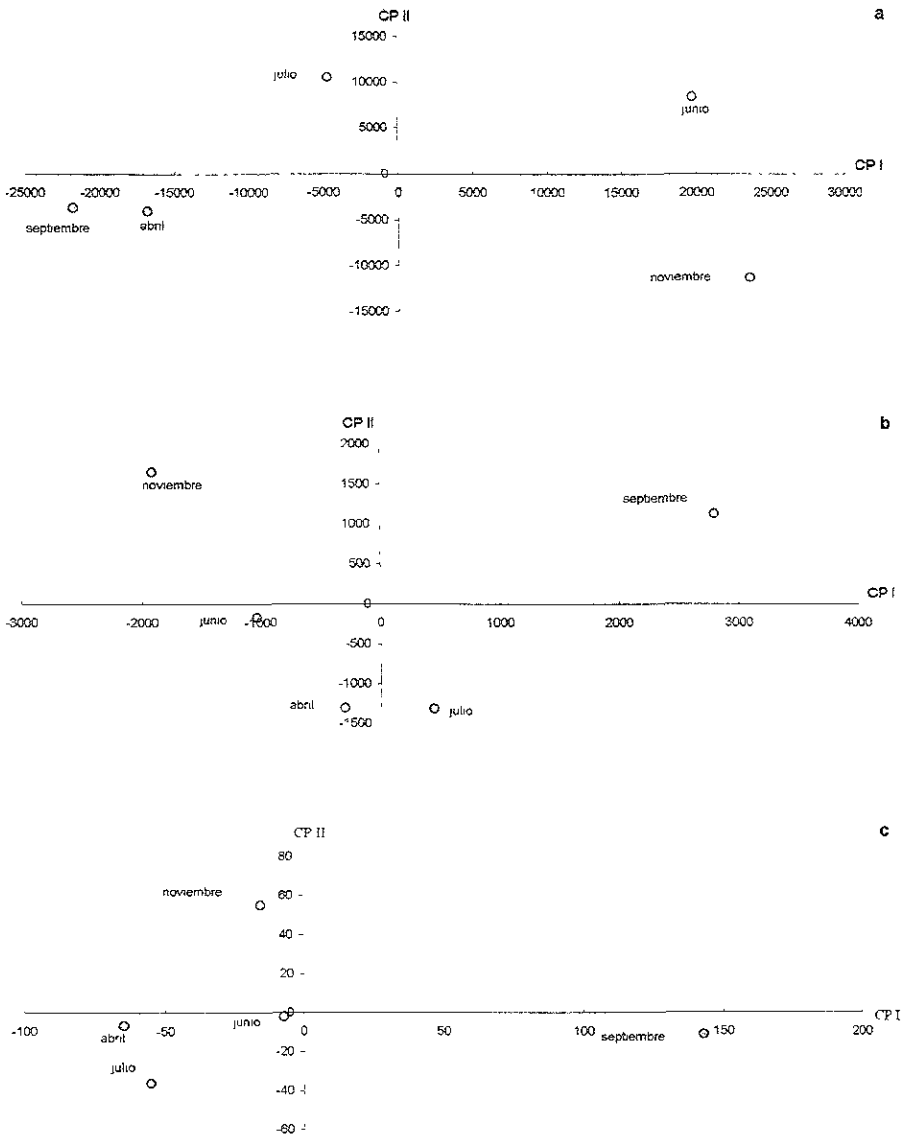 CP II a
15000
julio 10000
junio
5000
0
CP I
-25000 -20000 -15000 -10000 -5000 0 5000 10000 15000 20000 25000 30000
septiembre abril -5000
-10000 noviembre
-15000
CP II b
2000
noviembre 1500 septiembre
1000
500
0 CP I
-3000 -2000 junio -1000 0 1000 2000 3000 4000
-500
-1000
abril julio
-1500
CP II c
80
noviembre 60
40
20
0 CP I
-100 -50 junio 0 50 100 150 200
abril septiembre
-20
julio
-40
-60